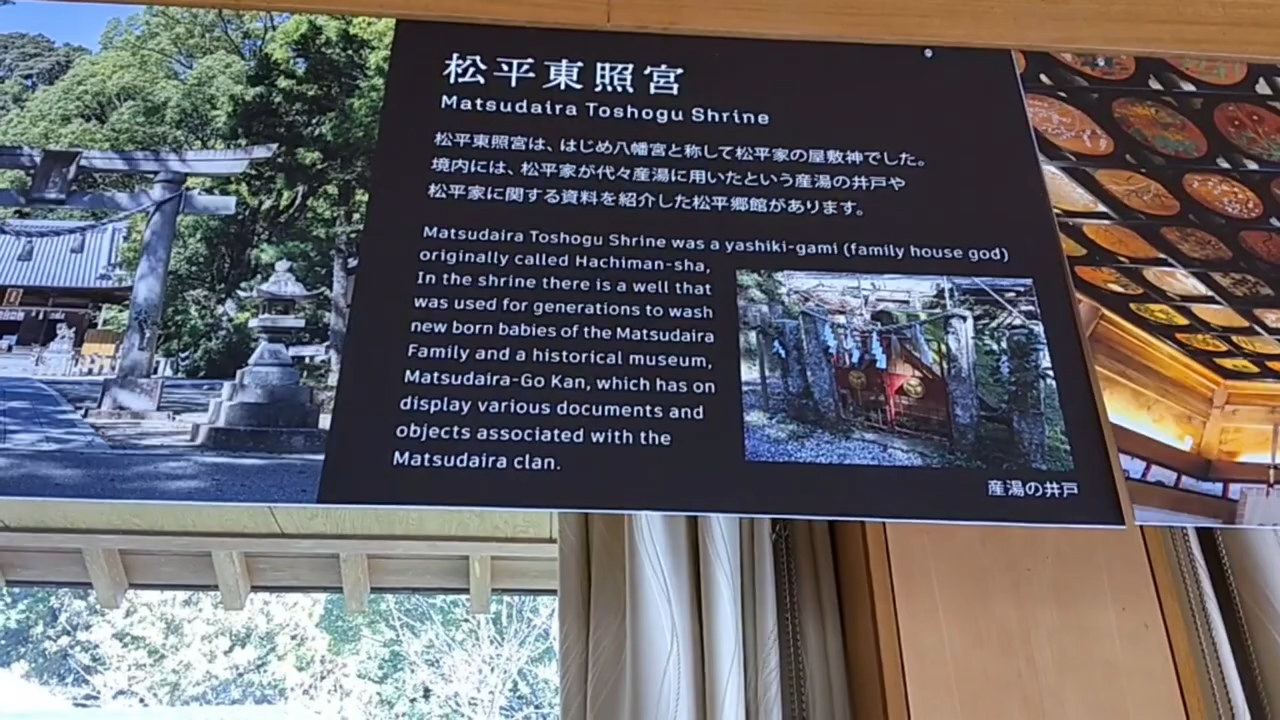 松平東照宮
Matsudaira Toshogu Shrine
松平東照宮は、はじめ八幡宮と称して松平家の屋敷神でした。
境内には、松平家が代々産湯に用いたという産湯の井戸や
松平家に関する資料を紹介した松平郷館があります。
Matsudaira Toshogu Shrine was a yashiki-gami (family house god)
originally called Hachiman-sha,
In the shrine there is a well that
was used for generations to wash
new born babies of the Matsudaira
Family and a historical museum,
Matsudaira-Go Kan, which has on
display various documents and
objects associated with the
Matsudaira clan.
産湯の井戸